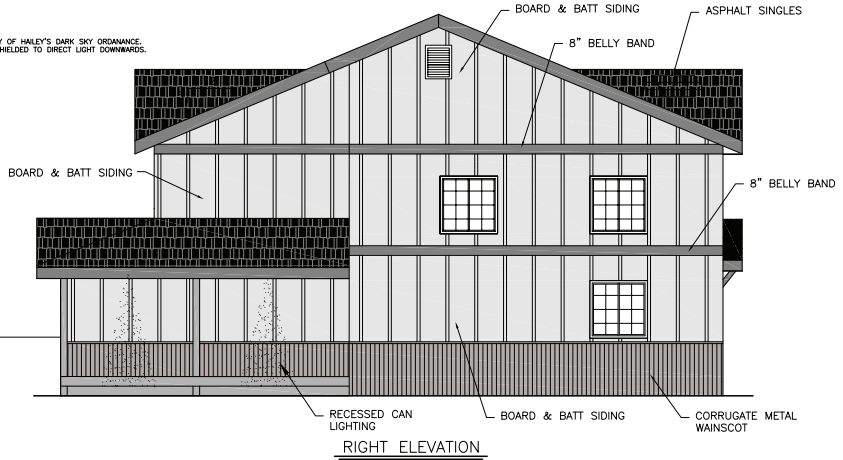 BOARD & BATT SIDING
ASPHALT SINGLES
Y OF HAILEY'S DARK SKY ORDANANCE.
HIELDED TO DIRECT LIGHT DOWNWARDS.
8" BELLY BAND
BOARD & BATT SIDING
8" BELLY BAND
RECESSED CAN
LIGHTING
BOARD & BATT SIDING
CORRUGATE METAL
WAINSCOT
RIGHT ELEVATION